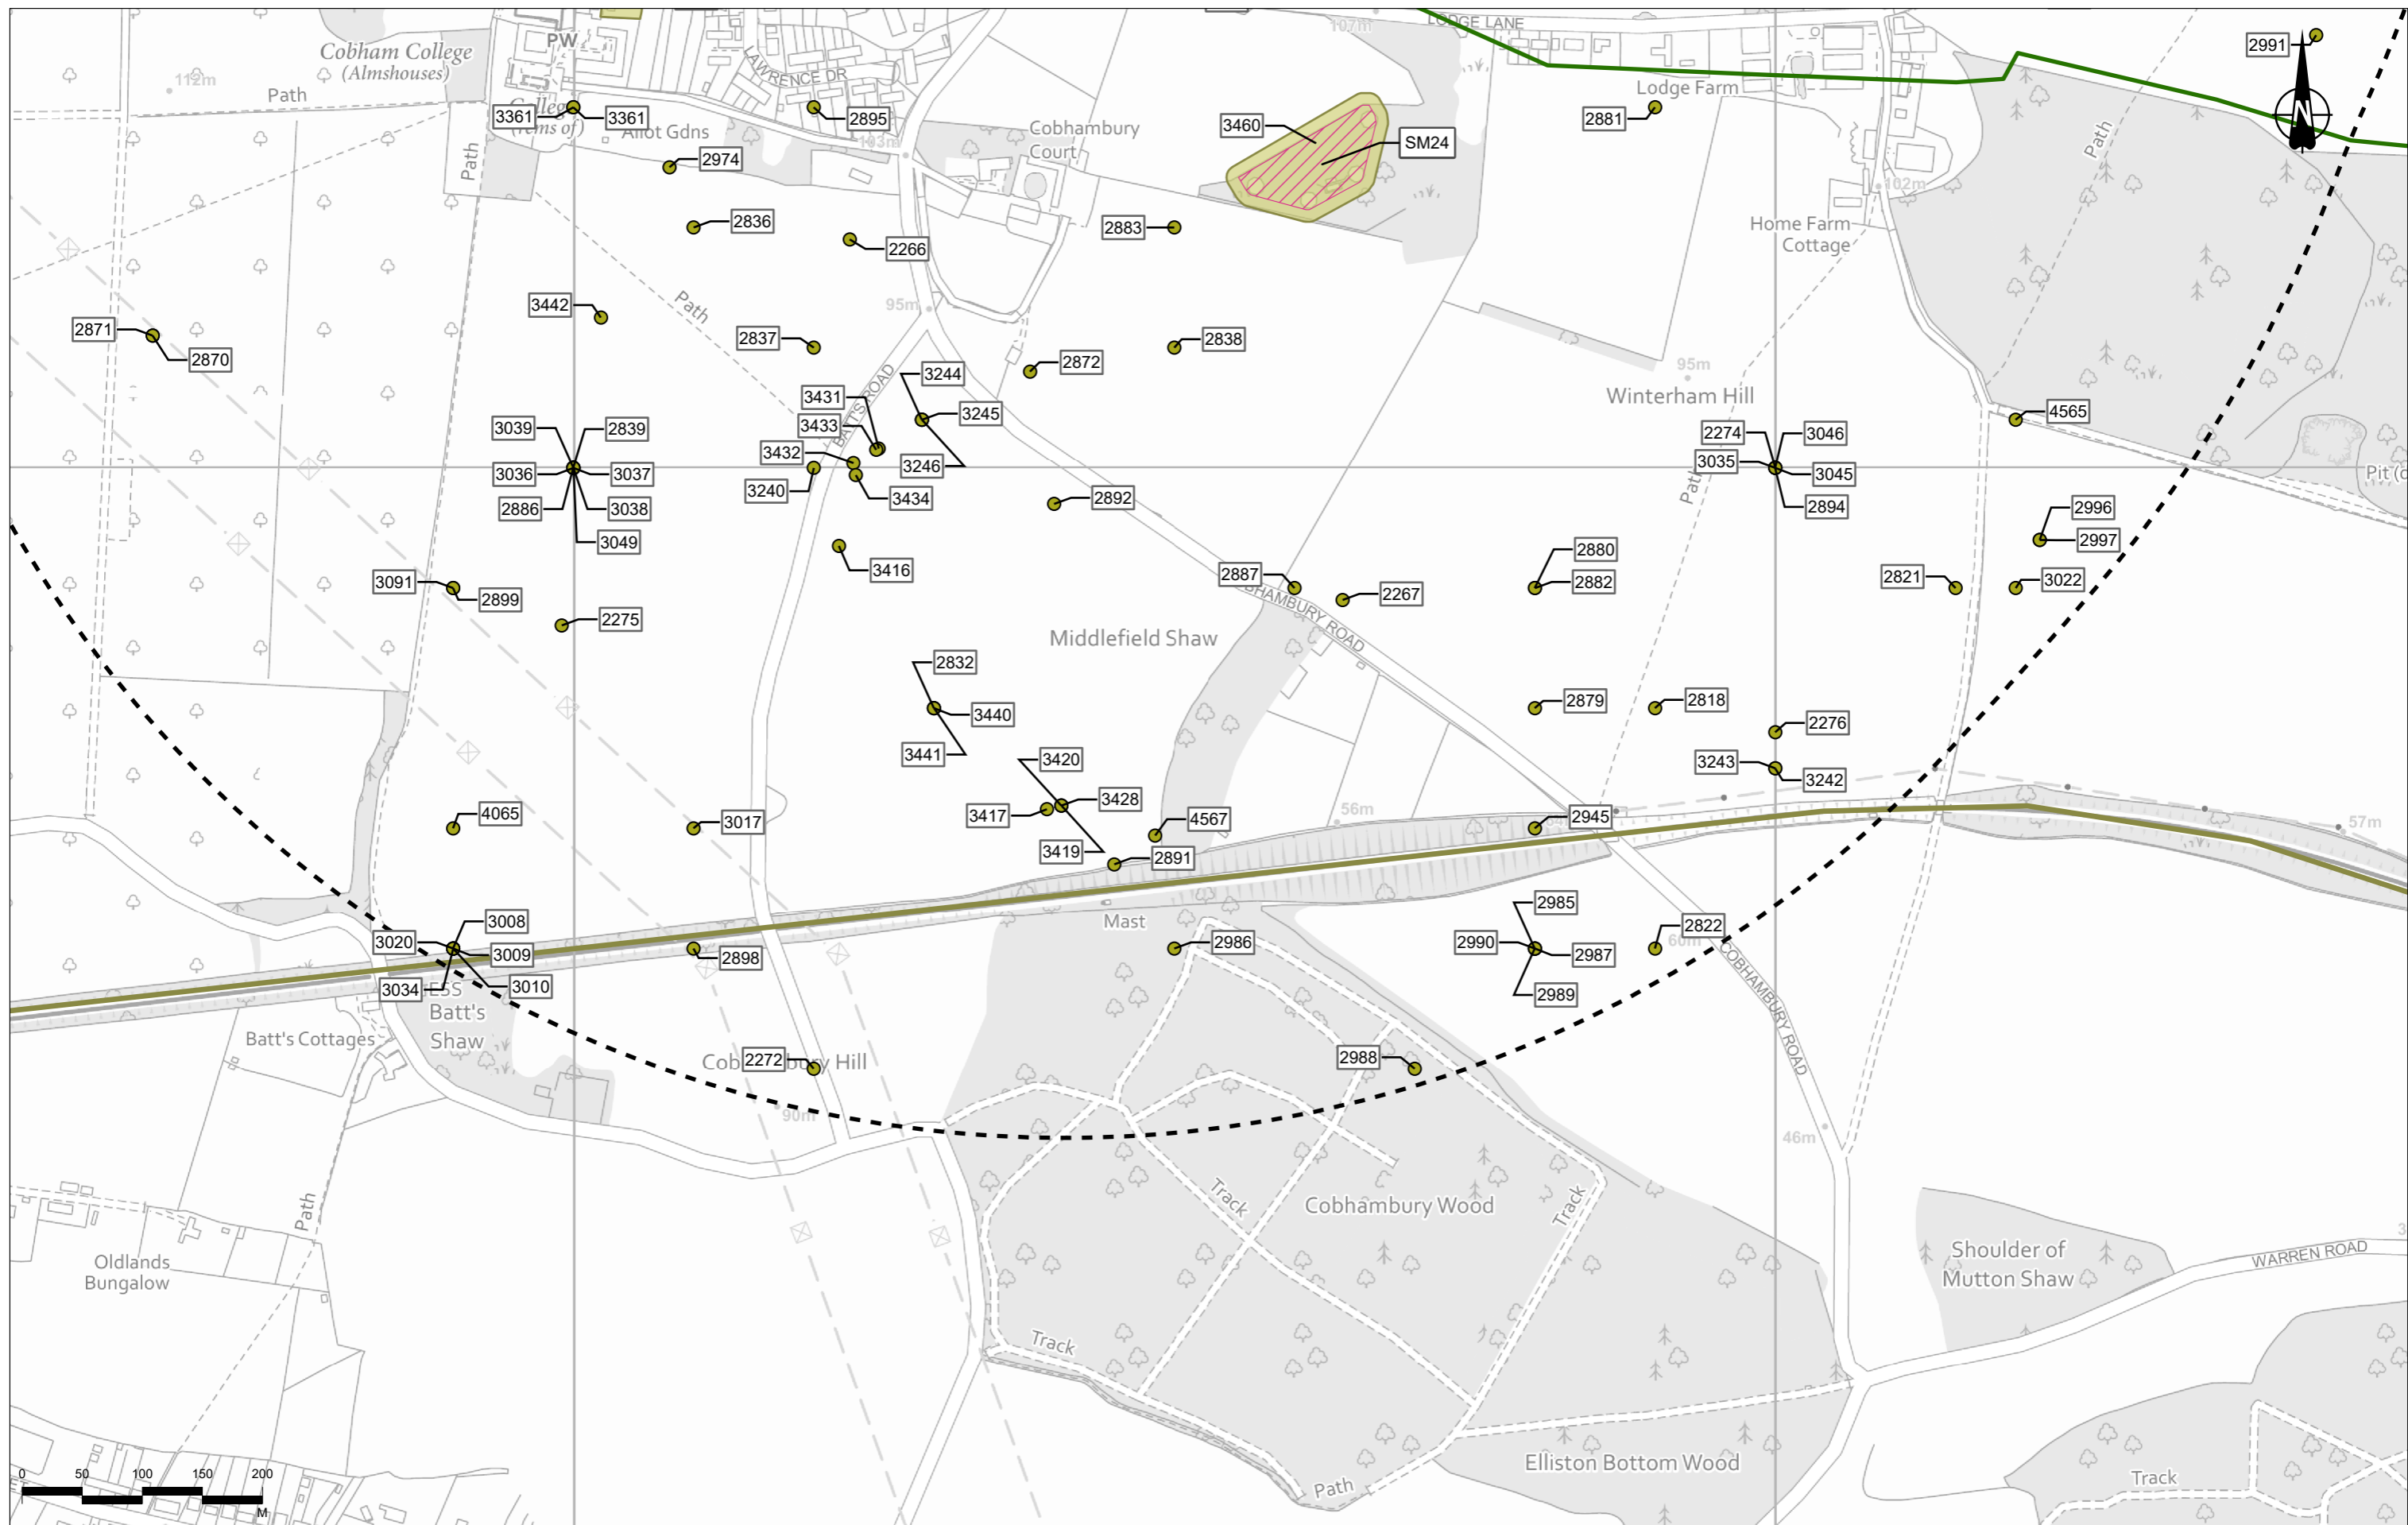 LODGE LANE
107m
PW
Cobham College
(Almshouses)
112m
Path
LAWRENCE DR
2991
Lodge Farm
3361
3361
Allot Gdns
2895
103m
Cobhambury
Court
3460
SM24
2881
Path
Path
2974
102m
2836
2266
2883
Home Farm
Cottage
3442
Path
95m
2871
2870
2837
2838
2872
95m
Winterham Hill
BATTS ROAD
3244
3245
3246
3431
3433
3432
3240
3434
4565
3039
2839
3036
3037
2886
3038
3049
2274
3046
3035
3045
2894
Path
2892
2996
2997
3416
2880
2882
2887
2267
2821
3022
3091
2899
2275
Middlefield Shaw
2832
3440
3441
2879
2818
2276
3243
3242
3420
3428
3417
3419
4567
2891
56m
2945
57m
4065
3017
3008
3020
3009
3010
3034
ESS
Batt's
Shaw
Batt's Cottages
2898
Mast
2986
2985
2990
2987
2989
2822
60m
COBHAMBURY ROAD
2272
2988
90m
46m
Path
Track
Cobhambury Wood
Track
Oldlands
Bungalow
Shoulder of
Mutton Shaw
WARREN ROAD
Track
Elliston Bottom Wood
Path
Track
0 50 100 150 200
M
N